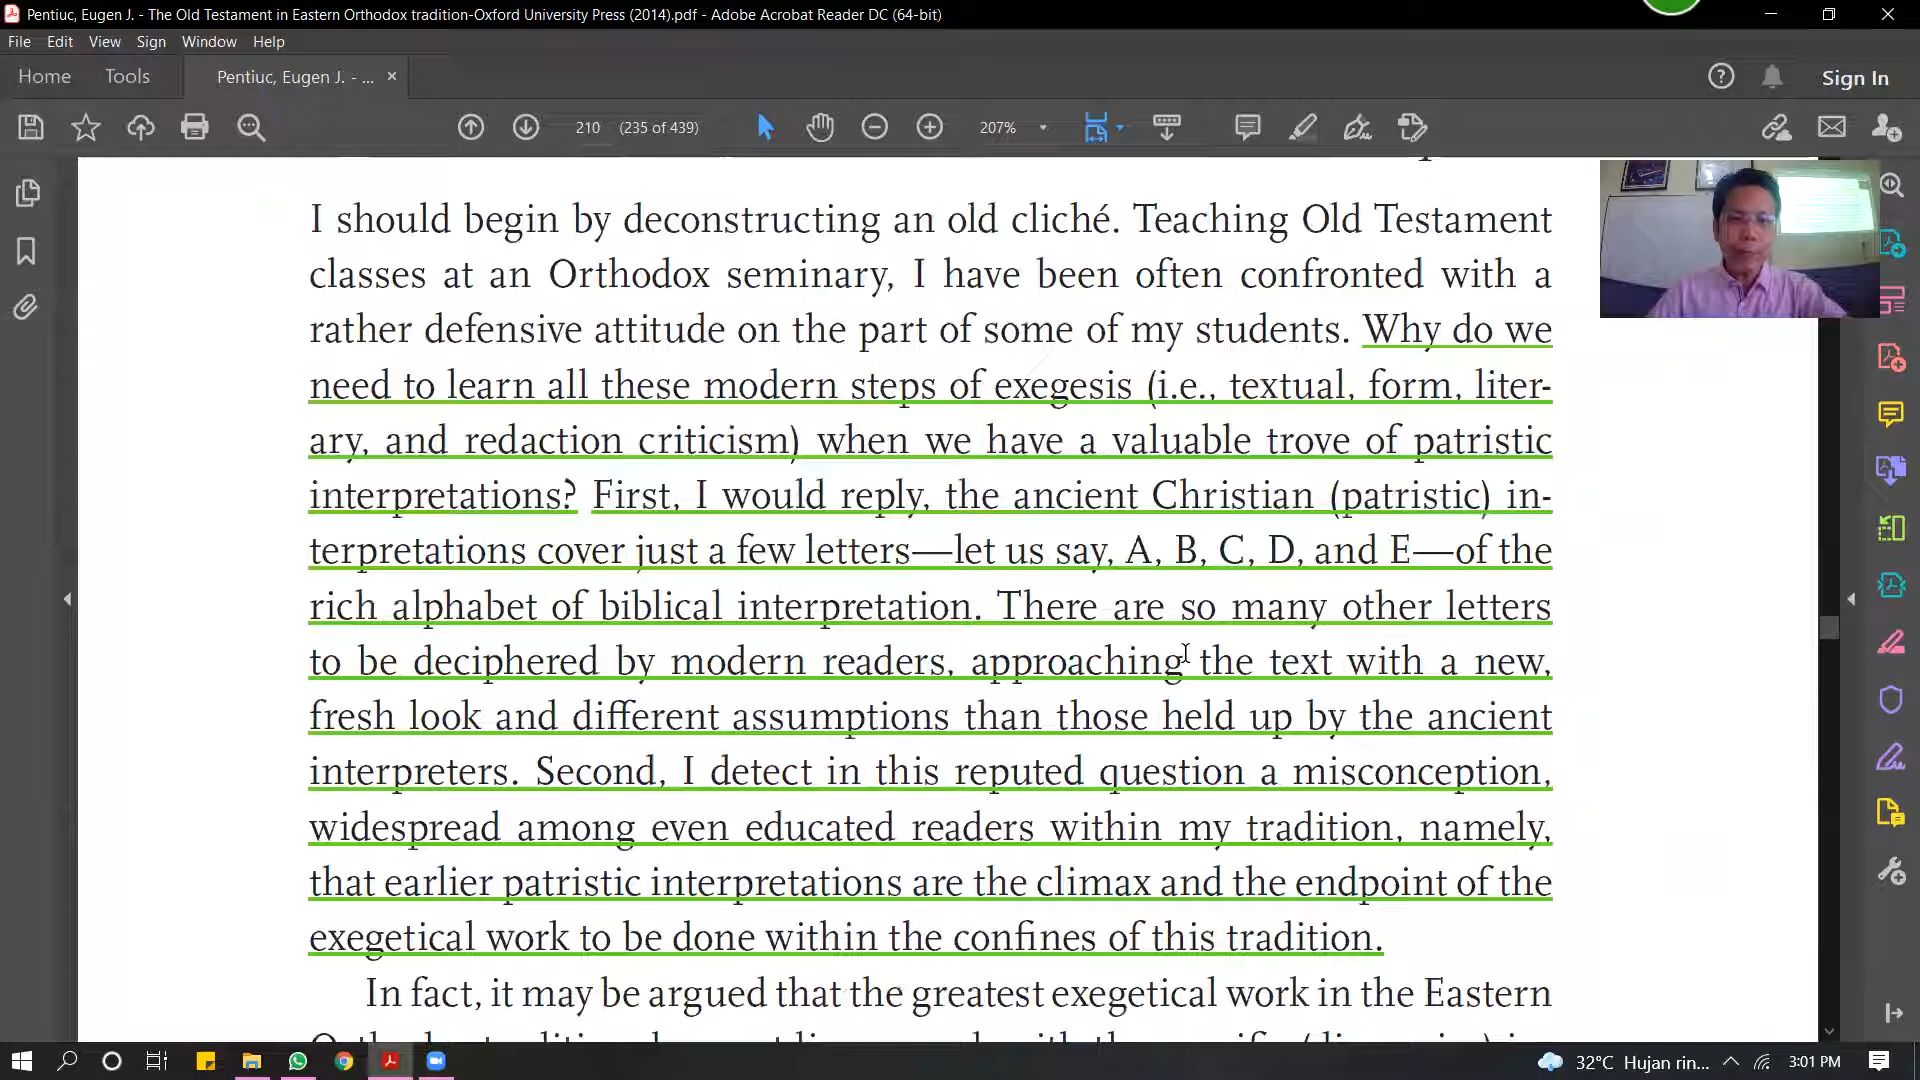 Pentiuc, Eugen J. - The Old Testament in Eastern Orthodox tradition-Oxford University Press (2014).pdf - Adobe Acrobat Reader DC (64-bit)
File Edit View Sign Window Help
Home Tools Pentiuc, Eugen J. - ... × Sign In
210 (235 of 439) 207%
I should begin by deconstructing an old cliché. Teaching Old Testament
classes at an Orthodox seminary, I have been often confronted with a
rather defensive attitude on the part of some of my students. Why do we
need to learn all these modern steps of exegesis (i.e., textual, form, liter-
ary, and redaction criticism) when we have a valuable trove of patristic
interpretations? First, I would reply, the ancient Christian (patristic) in-
terpretations cover just a few letters—let us say, A, B, C, D, and E—of the
rich alphabet of biblical interpretation. There are so many other letters
to be deciphered by modern readers, approaching the text with a new,
fresh look and different assumptions than those held up by the ancient
interpreters. Second, I detect in this reputed question a misconception,
widespread among even educated readers within my tradition, namely,
that earlier patristic interpretations are the climax and the endpoint of the
exegetical work to be done within the confines of this tradition.
In fact, it may be argued that the greatest exegetical work in the Eastern
32°C Hujan rin... 3:01 PM